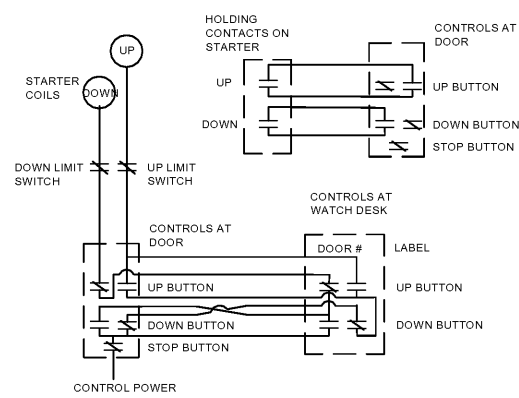 HOLDING
CONTACTS ON
STARTER
CONTROLS AT
DOOR
UP
STARTER
COILS
DOWN
UP
UP BUTTON
DOWN
DOWN BUTTON
STOP BUTTON
DOWN LIMIT
SWITCH
UP LIMIT
SWITCH
CONTROLS AT
WATCH DESK
CONTROLS AT
DOOR
DOOR #
LABEL
UP BUTTON
UP BUTTON
DOWN BUTTON
DOWN BUTTON
STOP BUTTON
CONTROL POWER